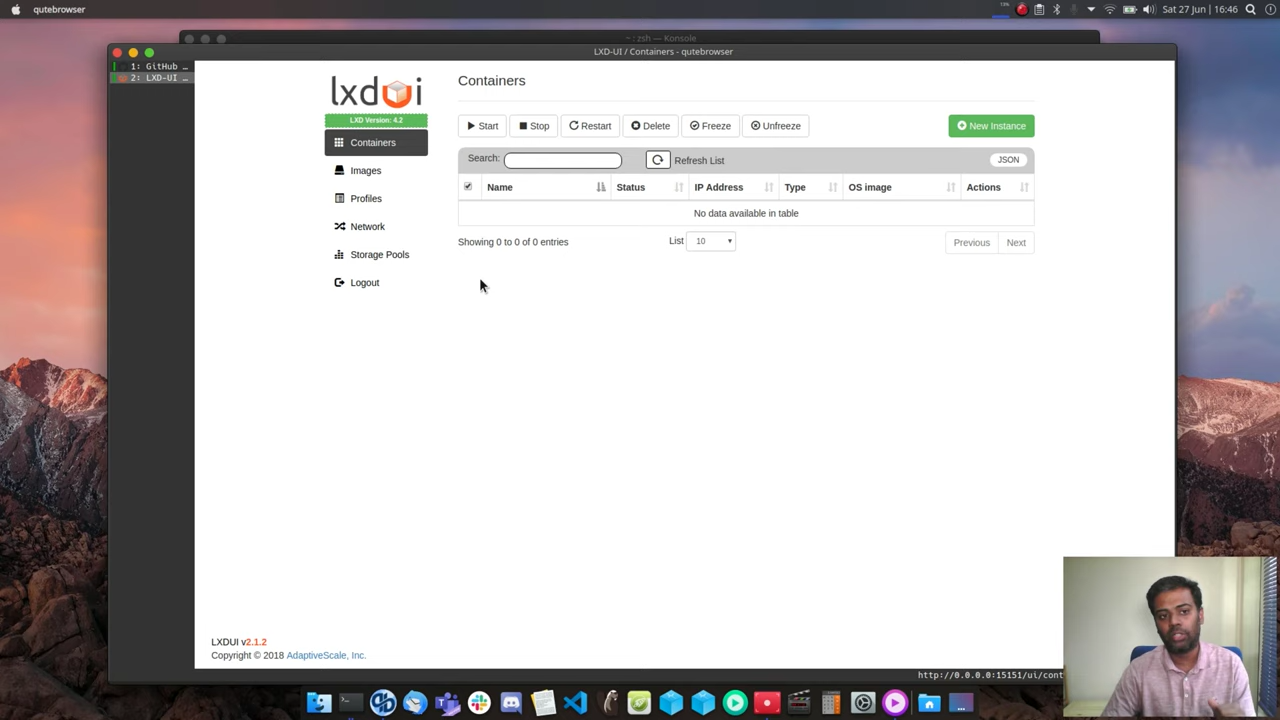 qutebrowser
13%
Sat 27 Jun | 16:46
~ : zsh — Konsole
LXD-UI / Containers - qutebrowser
1: GitHub …
2: LXD-UI …
lxdui
LXD Version: 4.2
Containers
Images
Profiles
Network
Storage Pools
Logout
Containers
Start
Stop
Restart
Delete
Freeze
Unfreeze
New Instance
Search:
Refresh List
JSON
Name
Status
IP Address
Type
OS image
Actions
No data available in table
Showing 0 to 0 of 0 entries
List
10
Previous
Next
LXDUI v2.1.2
Copyright © 2018 AdaptiveScale, Inc.
http://0.0.0.0:15151/ui/cont